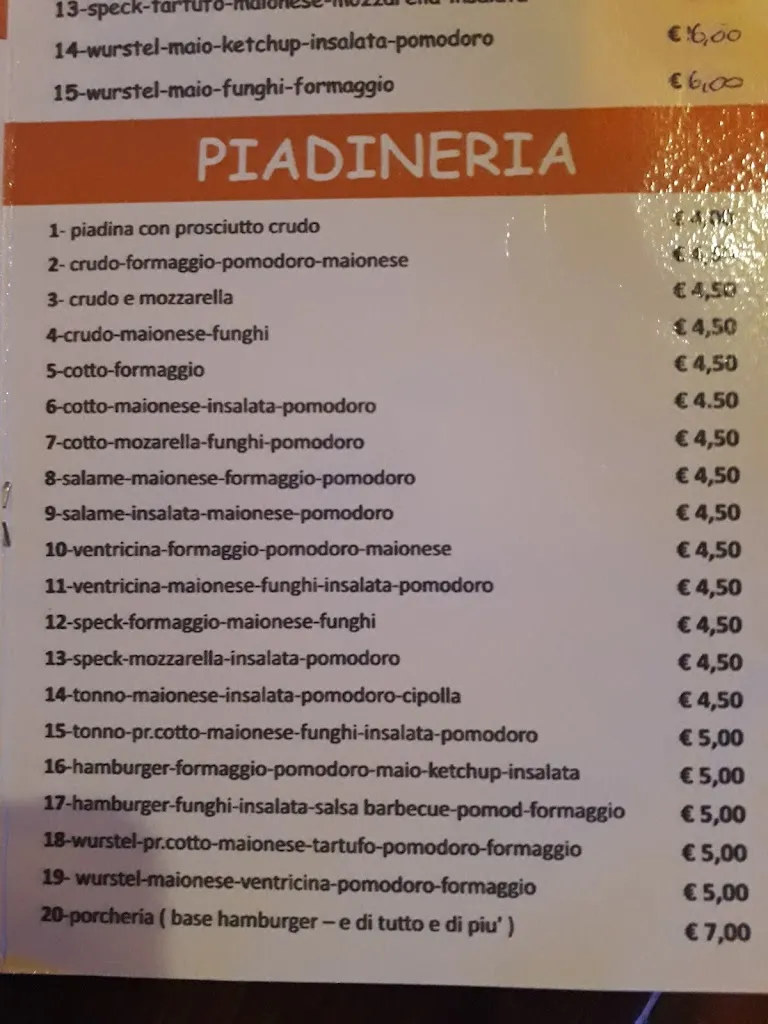 13-speck-tartufo-maionese-mozzarella-insalata
14-wurstel-maio-ketchup-insalata-pomodoro € 6,00
15-wurstel-maio-funghi-formaggio € 6,00
PIADINERIA
1- piadina con prosciutto crudo €
2- crudo-formaggio-pomodoro-maionese €
3- crudo e mozzarella € 4,50
4-crudo-maionese-funghi € 4,50
5-cotto-formaggio € 4,50
6-cotto-maionese-insalata-pomodoro € 4.50
7-cotto-mozarella-funghi-pomodoro € 4,50
8-salame-maionese-formaggio-pomodoro € 4,50
9-salame-insalata-maionese-pomodoro € 4,50
10-ventricina-formaggio-pomodoro-maionese € 4,50
11-ventricina-maionese-funghi-insalata-pomodoro € 4,50
12-speck-formaggio-maionese-funghi € 4,50
13-speck-mozzarella-insalata-pomodoro € 4,50
14-tonno-maionese-insalata-pomodoro-cipolla € 4,50
15-tonno-pr.cotto-maionese-funghi-insalata-pomodoro € 5,00
16-hamburger-formaggio-pomodoro-maio-ketchup-insalata € 5,00
17-hamburger-funghi-insalata-salsa barbecue-pomod-formaggio € 5,00
18-wurstel-pr.cotto-maionese-tartufo-pomodoro-formaggio € 5,00
19- wurstel-maionese-ventricina-pomodoro-formaggio € 5,00
20-porcheria ( base hamburger – e di tutto e di piu' ) € 7,00